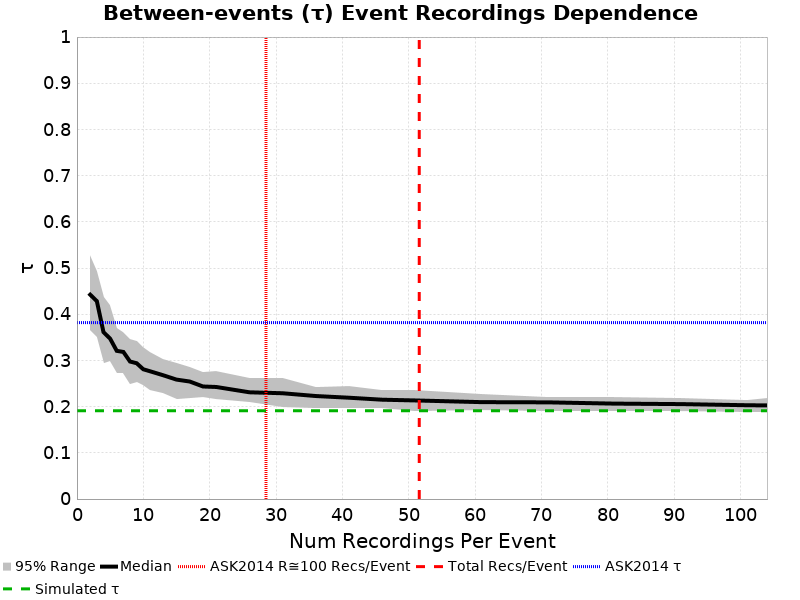 Between-events (τ) Event Recordings Dependence
1
0.9
0.8
0.7
0.6
0.5
0.4
0.3
0.2
0.1
0
τ
0 10 20 30 40 50 60 70 80 90 100
Num Recordings Per Event
95% Range Median ASK2014 R≅100 Recs/Event Total Recs/Event ASK2014 τ
Simulated τ